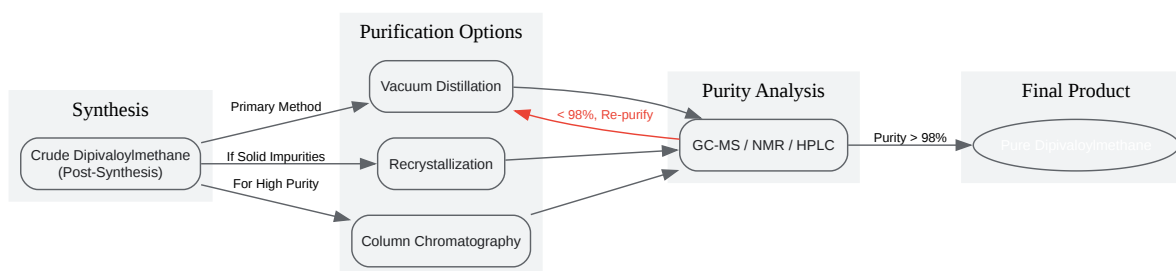 Synthesis
Crude Dipivaloylmethane
(Post-Synthesis)
Primary Method
If Solid Impurities
For High Purity
Purification Options
Vacuum Distillation
Recrystallization
Column Chromatography
< 98%, Re-purify
Purity Analysis
GC-MS / NMR / HPLC
Purity > 98%
Final Product
Pure Dipivaloylmethane